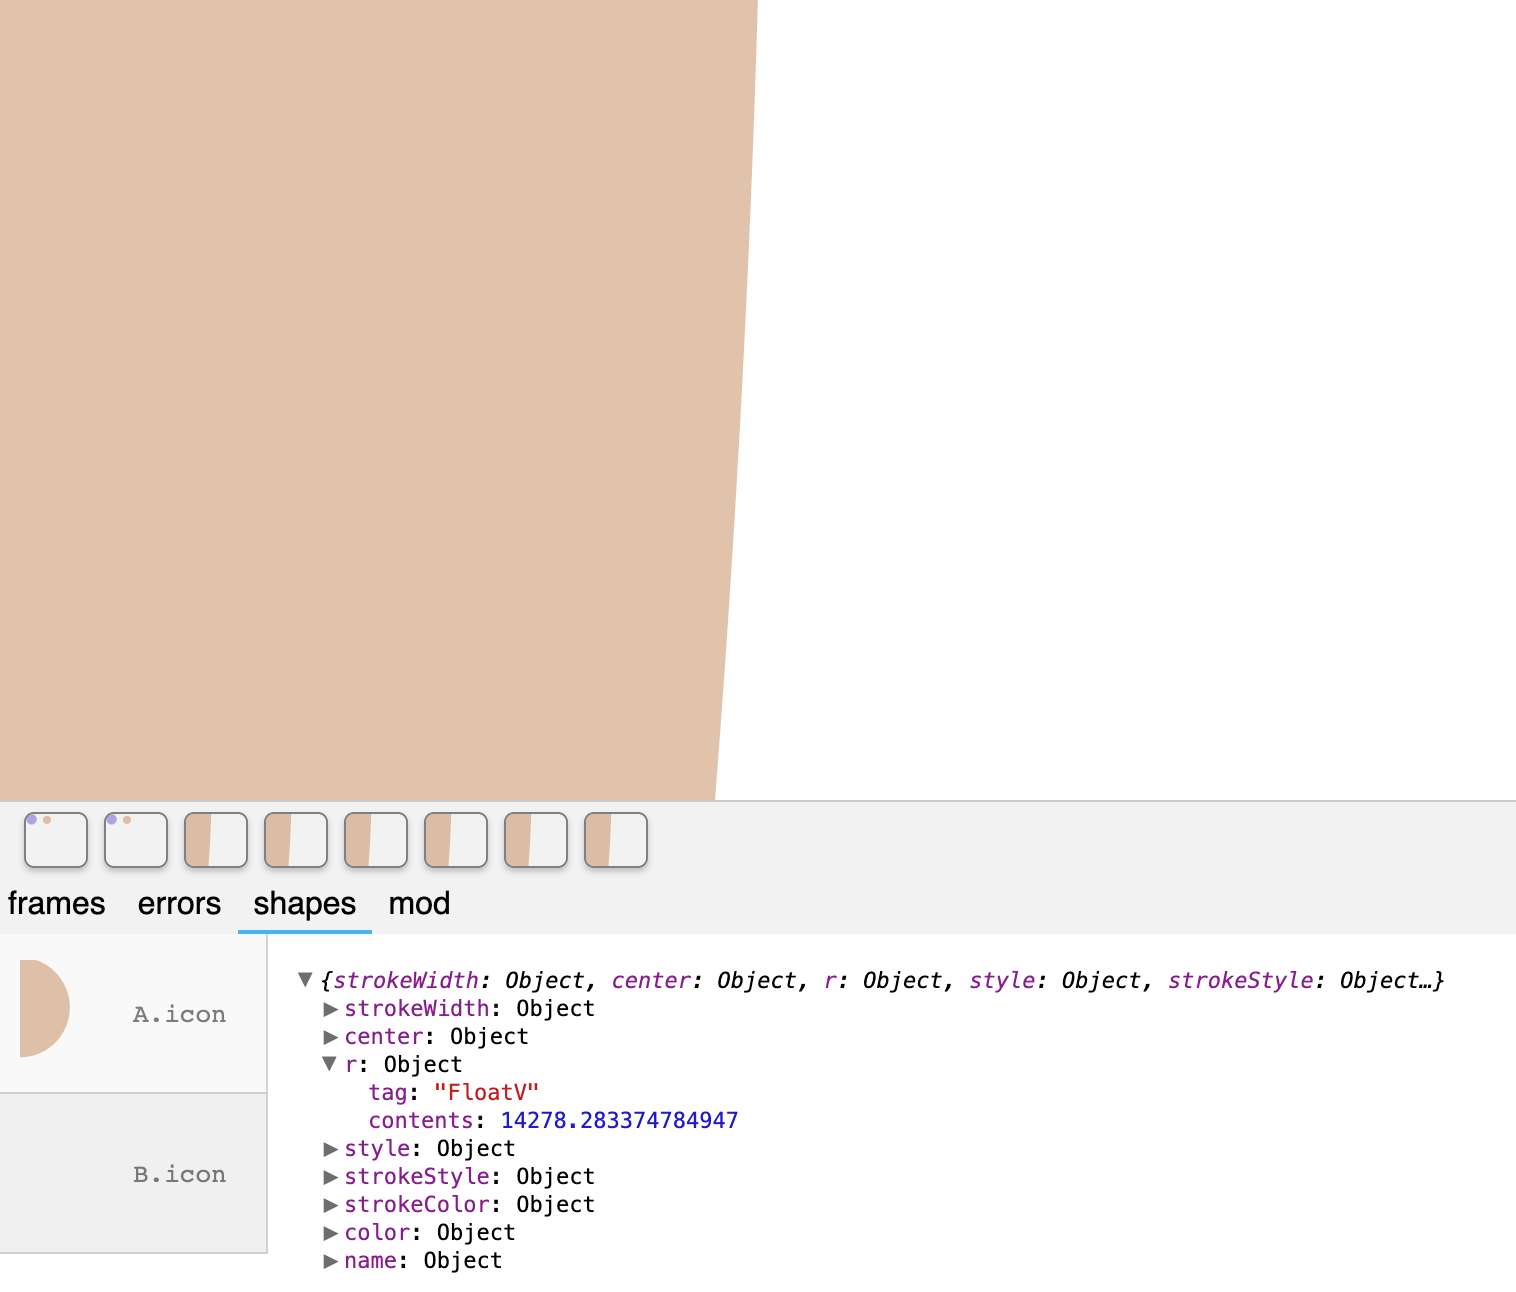 frames errors shapes mod
A.icon
B.icon
▼ {strokeWidth: Object, center: Object, r: Object, style: Object, strokeStyle: Object…}
▶ strokeWidth: Object
▶ center: Object
▼ r: Object
tag: "FloatV"
contents: 14278.283374784947
▶ style: Object
▶ strokeStyle: Object
▶ strokeColor: Object
▶ color: Object
▶ name: Object